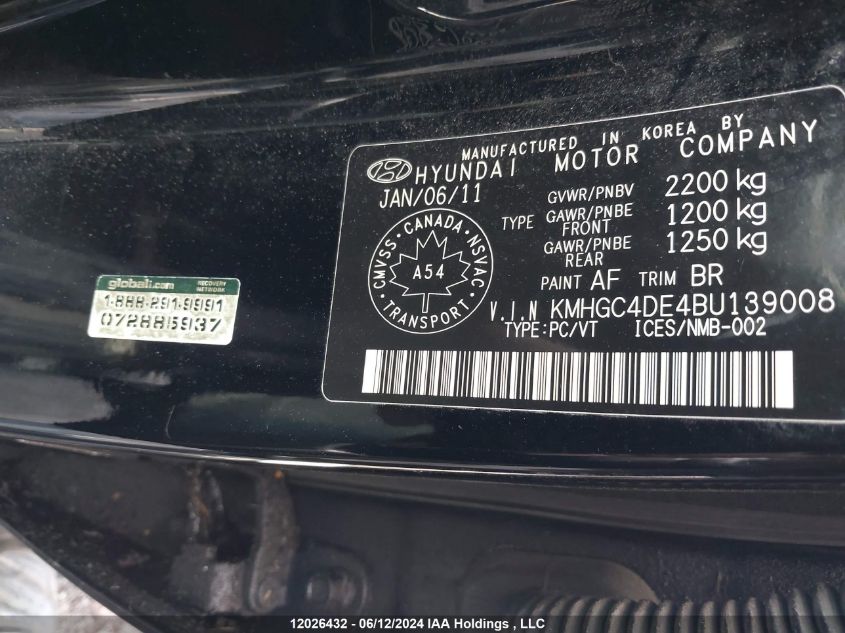 MANUFACTURED IN KOREA BY
HYUNDAI MOTOR COMPANY
JAN/06/11
GVWR/PNBV 2200 kg
TYPE GAWR/PNBE FRONT 1200 kg
GAWR/PNBE REAR 1250 kg
PAINT AF TRIM BR
V.I.N KMHGC4DE4BU139008
TYPE:PC/VT ICES/NMB-002
CMVSS · CANADA · NSVAC
A54
TRANSPORT
globali.com RECOVERY NETWORK
1-888-291-9991
072885937
12026432 - 06/12/2024 IAA Holdings , LLC